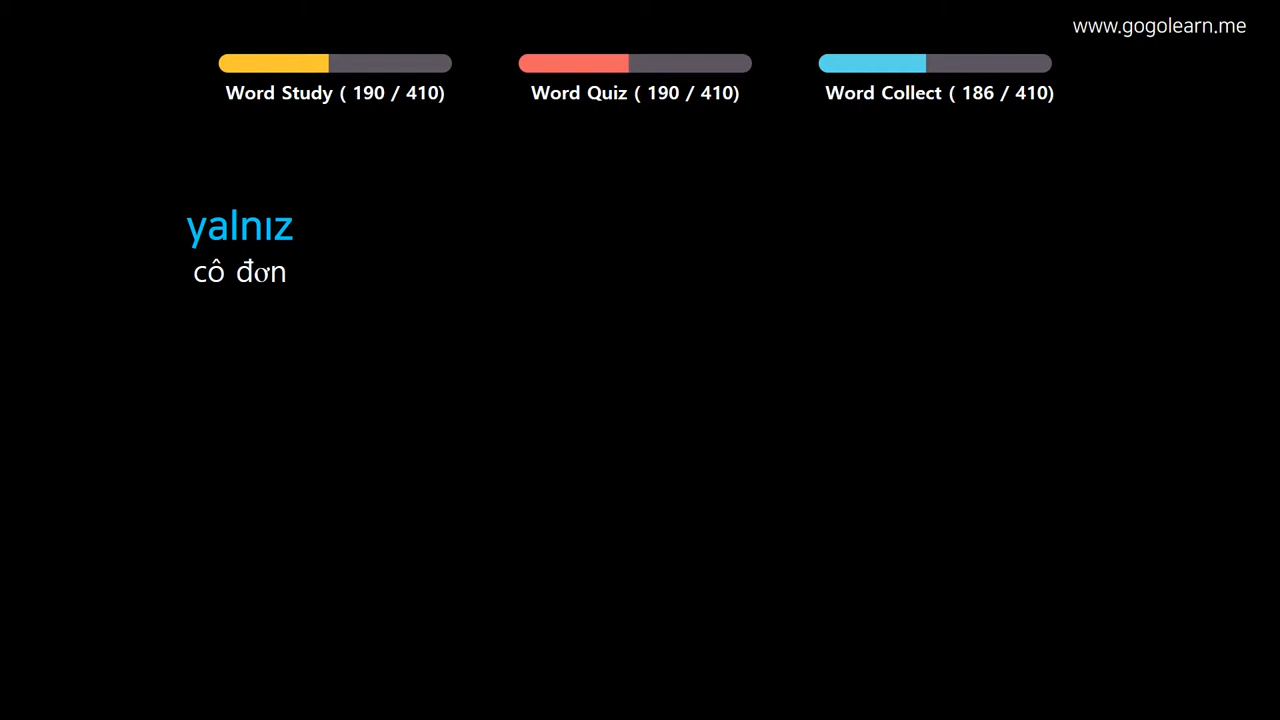 www.gogolearn.me
Word Study ( 190 / 410)
Word Quiz ( 190 / 410)
Word Collect ( 186 / 410)
yalnız
cô đơn